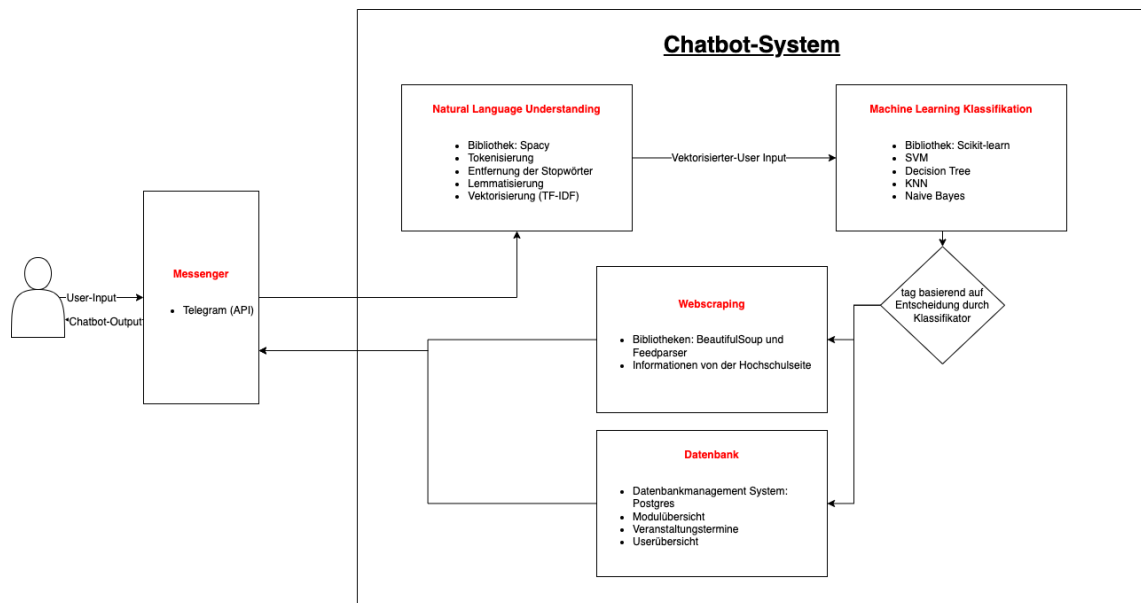 Chatbot-System
Natural Language Understanding
• Bibliothek: Spacy
• Tokenisierung
• Entfernung der Stopwörter
• Lemmatisierung
• Vektorisierung (TF-IDF)
Vektorisierter-User Input
Machine Learning Klassifikation
• Bibliothek: Scikit-learn
• SVM
• Decision Tree
• KNN
• Naive Bayes
Messenger
• Telegram (API)
User-Input
Chatbot-Output
tag basierend auf
Entscheidung durch
Klassifikator
Webscraping
• Bibliotheken: BeautifulSoup und
Feedparser
• Informationen von der Hochschulseite
Datenbank
• Datenbankmanagement System:
Postgres
• Modulübersicht
• Veranstaltungstermine
• Userübersicht